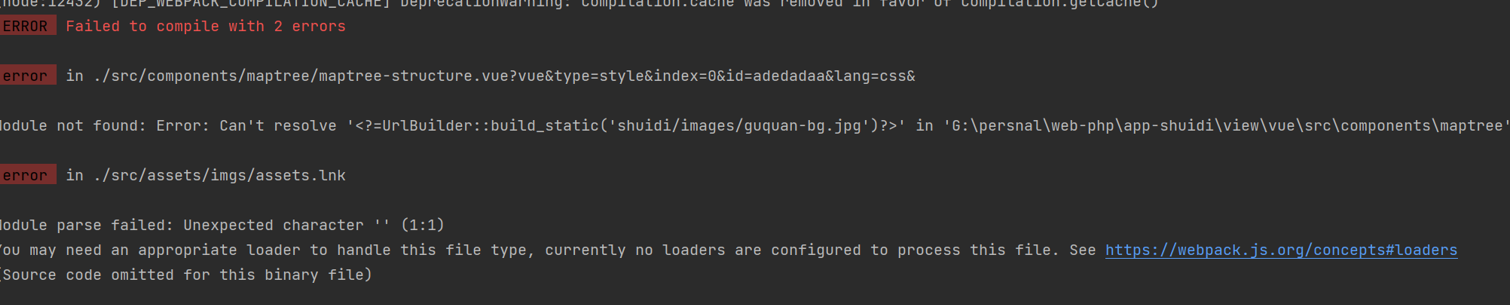 (node:12432) [DEP_WEBPACK_COMPILATION_CACHE] DeprecationWarning: Compilation.cache was removed in favor of Compilation.getCache()
ERROR Failed to compile with 2 errors
error in ./src/components/maptree/maptree-structure.vue?vue&type=style&index=0&id=adedadaa&lang=css&
Module not found: Error: Can't resolve '<?=UrlBuilder::build_static('shuidi/images/guquan-bg.jpg')?>' in 'G:\persnal\web-php\app-shuidi\view\vue\src\components\maptree'
error in ./src/assets/imgs/assets.lnk
Module parse failed: Unexpected character '' (1:1)
You may need an appropriate loader to handle this file type, currently no loaders are configured to process this file. See https://webpack.js.org/concepts#loaders
(Source code omitted for this binary file)